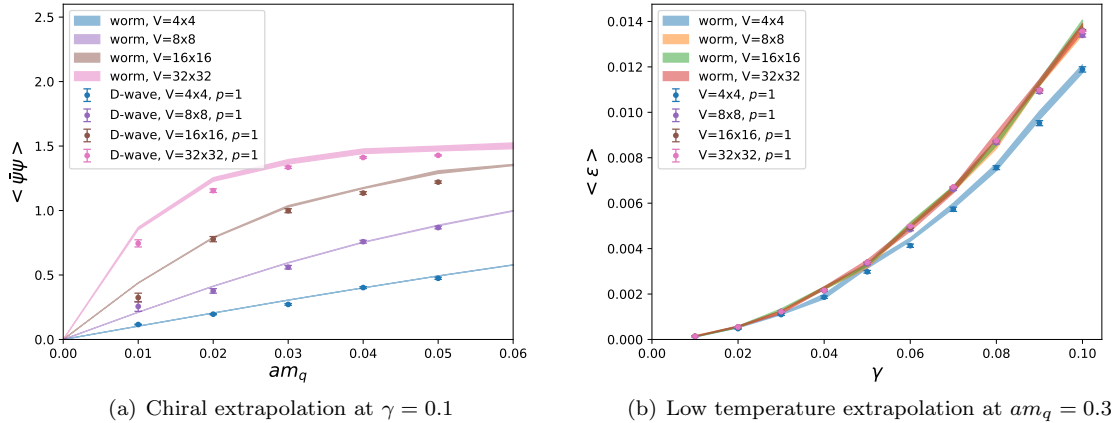 2.5
2.0
1.5
1.0
0.5
0.0
< ψ̄ψ >
worm, V=4x4
worm, V=8x8
worm, V=16x16
worm, V=32x32
D-wave, V=4x4, p=1
D-wave, V=8x8, p=1
D-wave, V=16x16, p=1
D-wave, V=32x32, p=1
0.00 0.01 0.02 0.03 0.04 0.05 0.06
am_q
(a) Chiral extrapolation at γ = 0.1
0.014
0.012
0.010
0.008
0.006
0.004
0.002
0.000
< ε >
worm, V=4x4
worm, V=8x8
worm, V=16x16
worm, V=32x32
V=4x4, p=1
V=8x8, p=1
V=16x16, p=1
V=32x32, p=1
0.00 0.02 0.04 0.06 0.08 0.10
γ
(b) Low temperature extrapolation at am_q = 0.3